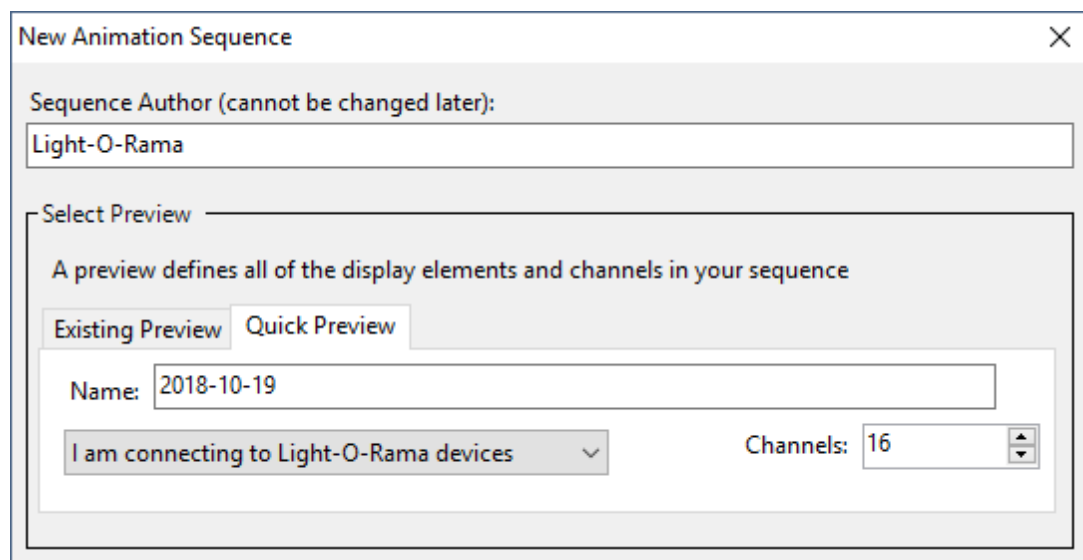 New Animation Sequence
Sequence Author (cannot be changed later):
Light-O-Rama
Select Preview
A preview defines all of the display elements and channels in your sequence
Existing Preview Quick Preview
Name: 2018-10-19
I am connecting to Light-O-Rama devices Channels: 16